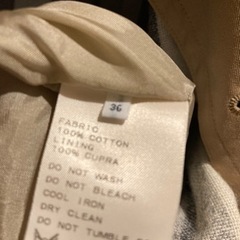 36
FABRIC
100% COTTON
LINING
100% CUPRA
DO NOT WASH
DO NOT BLEACH
COOL IRON
DRY CLEAN
DO NOT TUMBLE